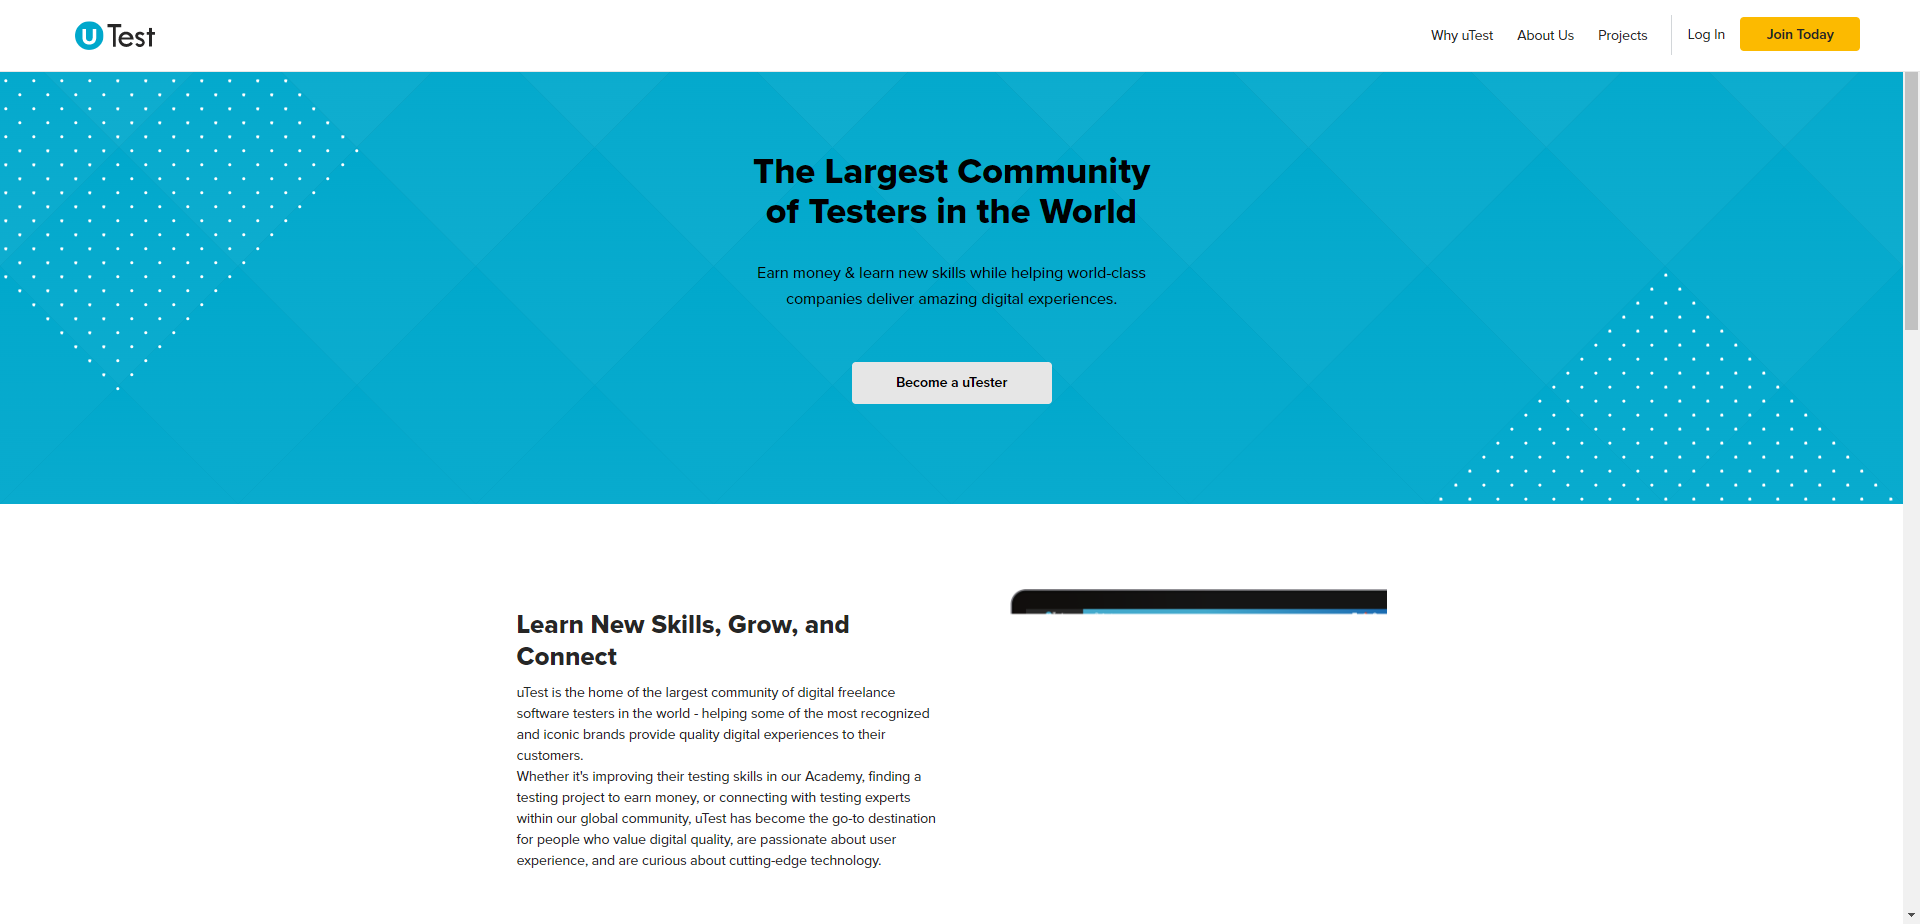 uTest
Why uTest
About Us
Projects
Log In
Join Today
The Largest Community
of Testers in the World
Earn money & learn new skills while helping world-class
companies deliver amazing digital experiences.
Become a uTester
Learn New Skills, Grow, and
Connect
uTest is the home of the largest community of digital freelance
software testers in the world - helping some of the most recognized
and iconic brands provide quality digital experiences to their
customers.
Whether it's improving their testing skills in our Academy, finding a
testing project to earn money, or connecting with testing experts
within our global community, uTest has become the go-to destination
for people who value digital quality, are passionate about user
experience, and are curious about cutting-edge technology.